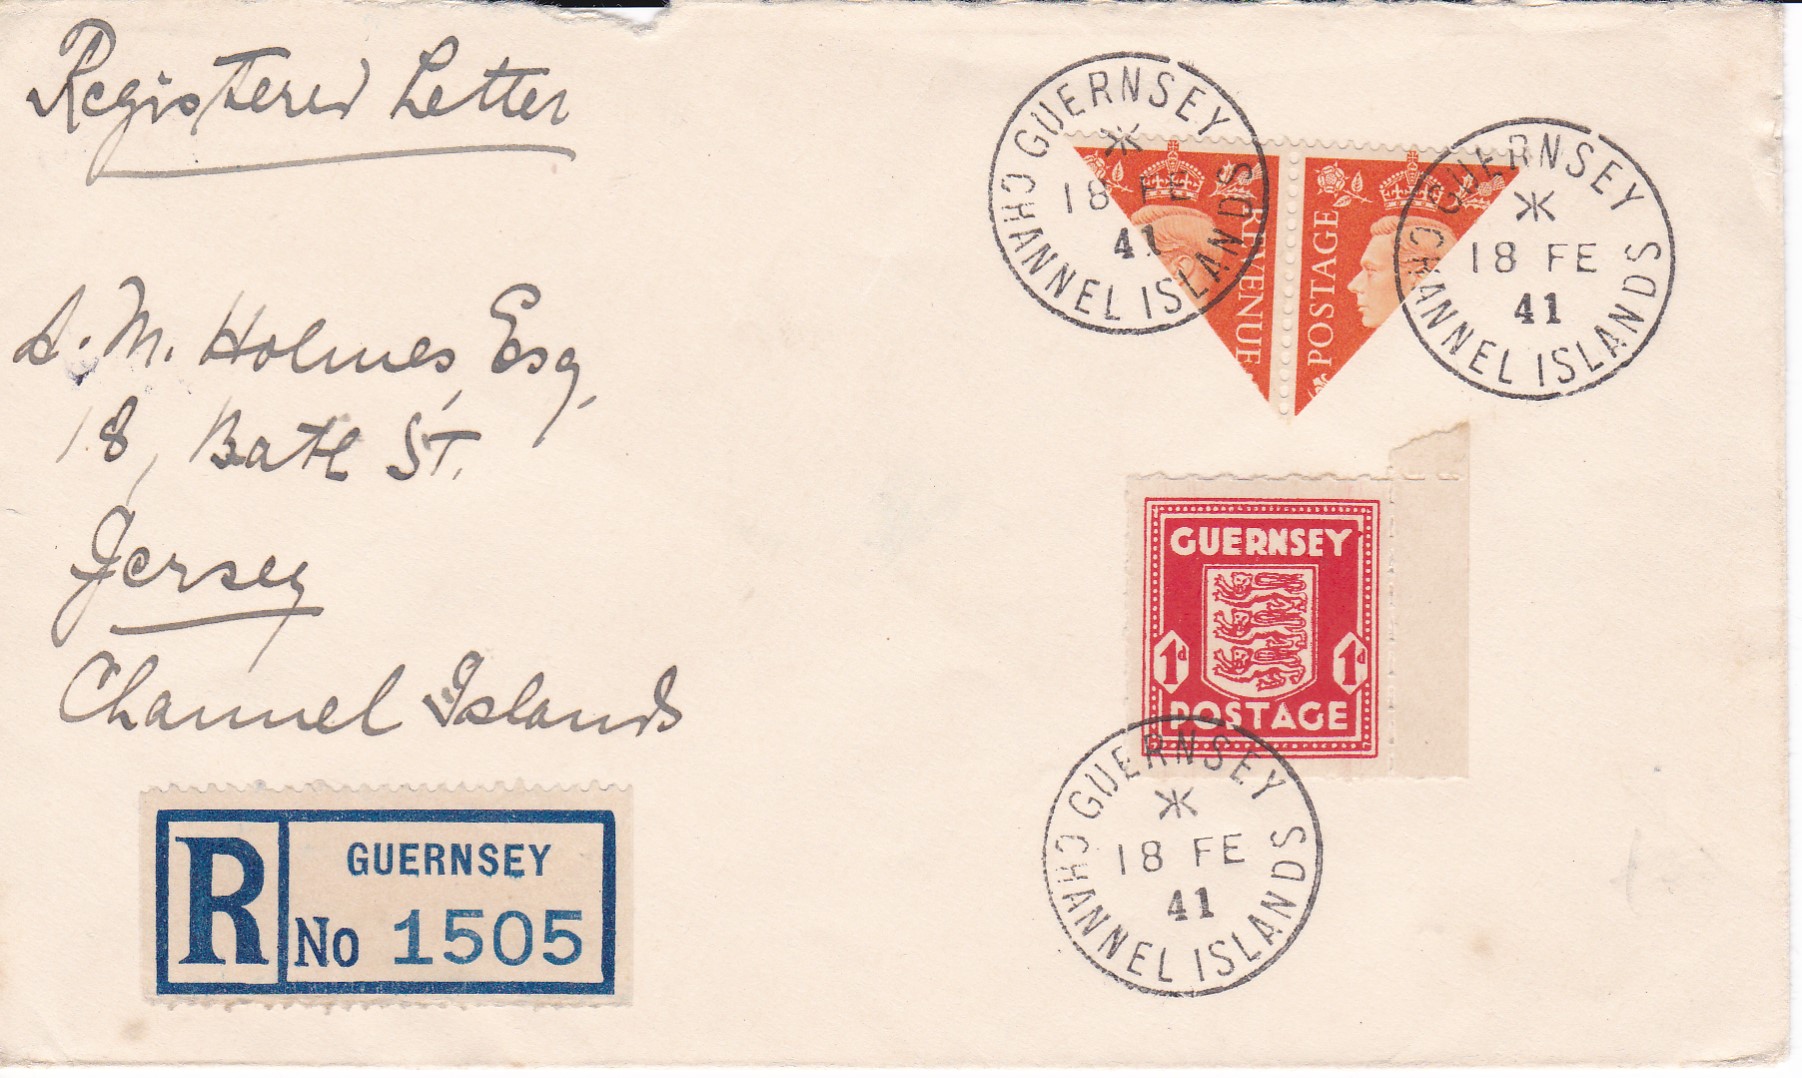 Registered Letter
S. M. Holmes, Esq,
18, Bath St.
Jersey
Channel Islands
R
GUERNSEY
No 1505
GUERNSEY
18 FE
41
CHANNEL ISLANDS
REVENUE
POSTAGE
GUERNSEY
18 FE
41
CHANNEL ISLANDS
GUERNSEY
1d 1d
POSTAGE
GUERNSEY
18 FE
41
CHANNEL ISLANDS